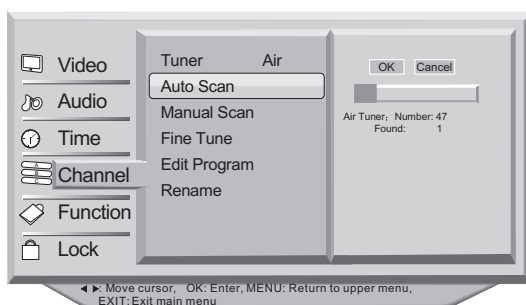 Video
Audio
Time
Channel
Function
Lock
Tuner Air
Auto Scan
Manual Scan
Fine Tune
Edit Program
Rename
OK Cancel
Air Tuner; Number: 47
Found: 1
◄ ►: Move cursor, OK: Enter, MENU: Return to upper menu,
EXIT: Exit main menu